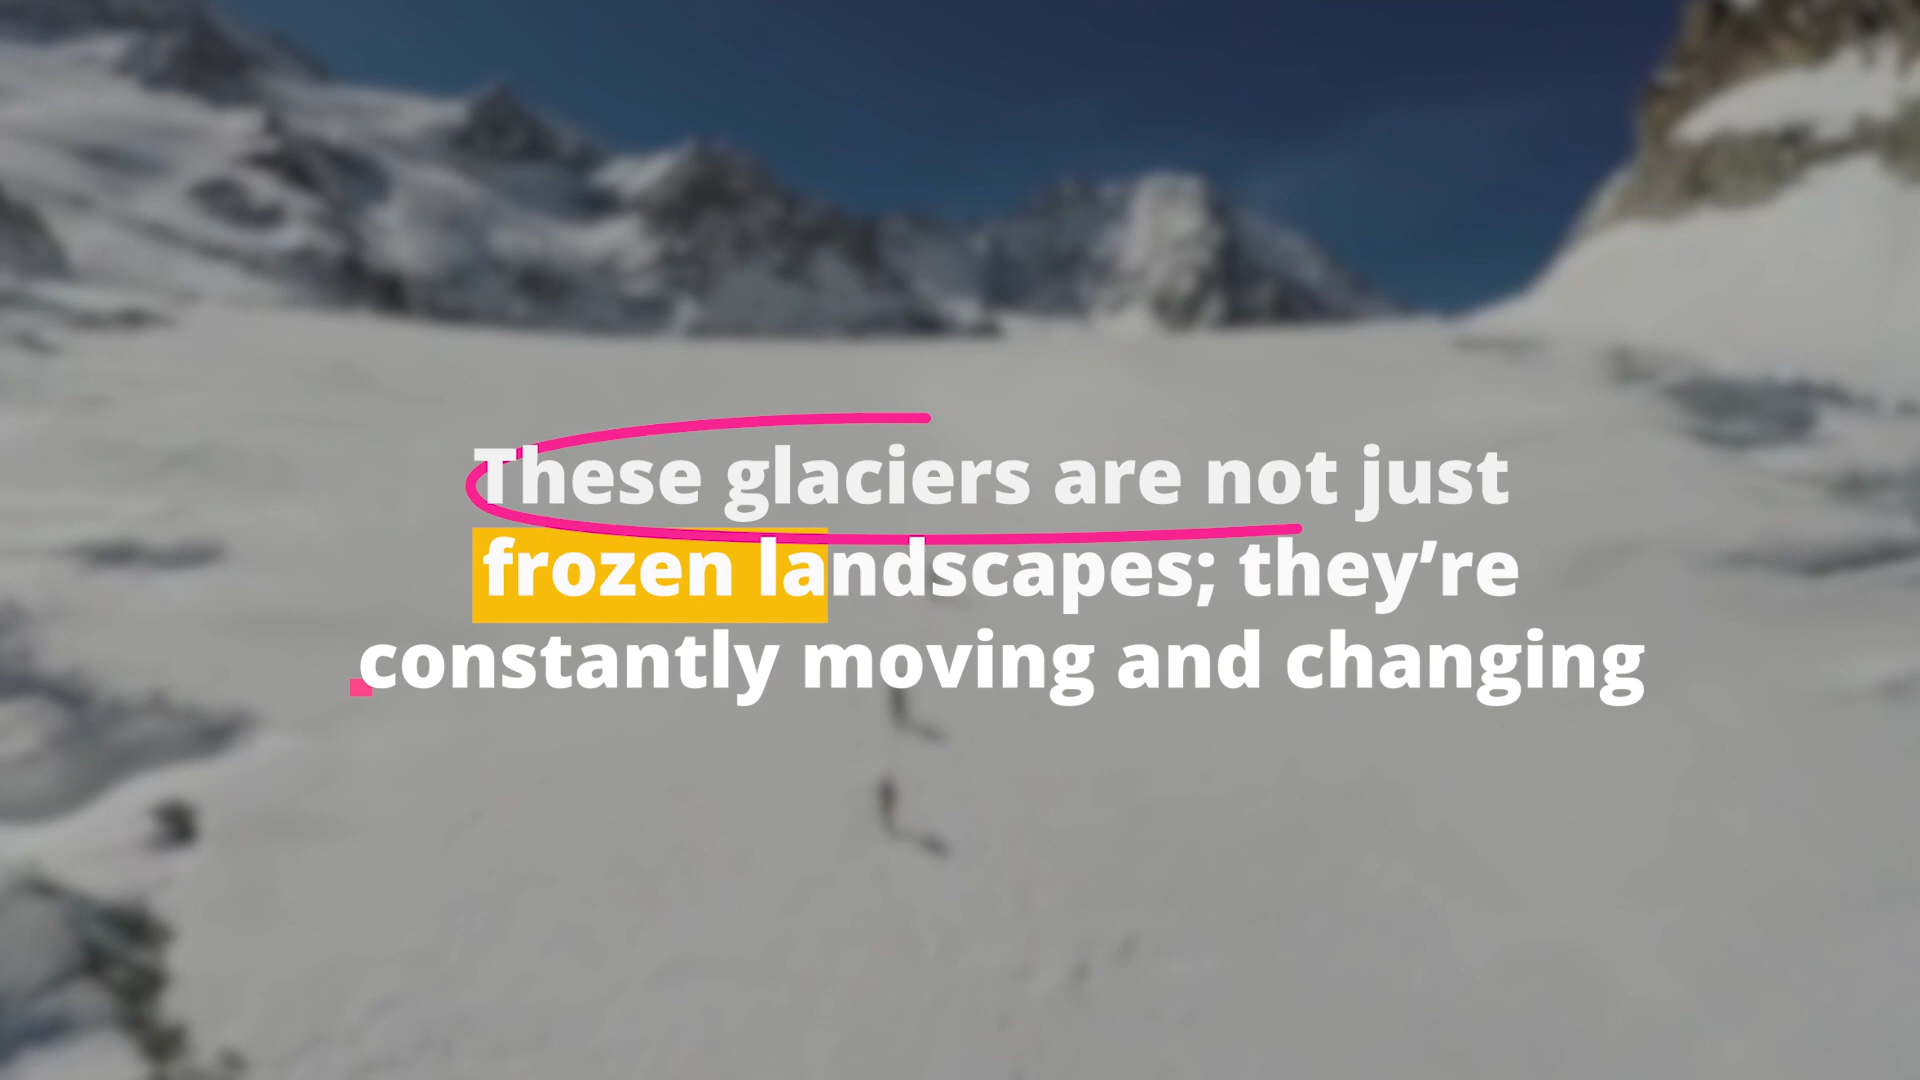 These glaciers are not just
frozen landscapes; they’re
constantly moving and changing